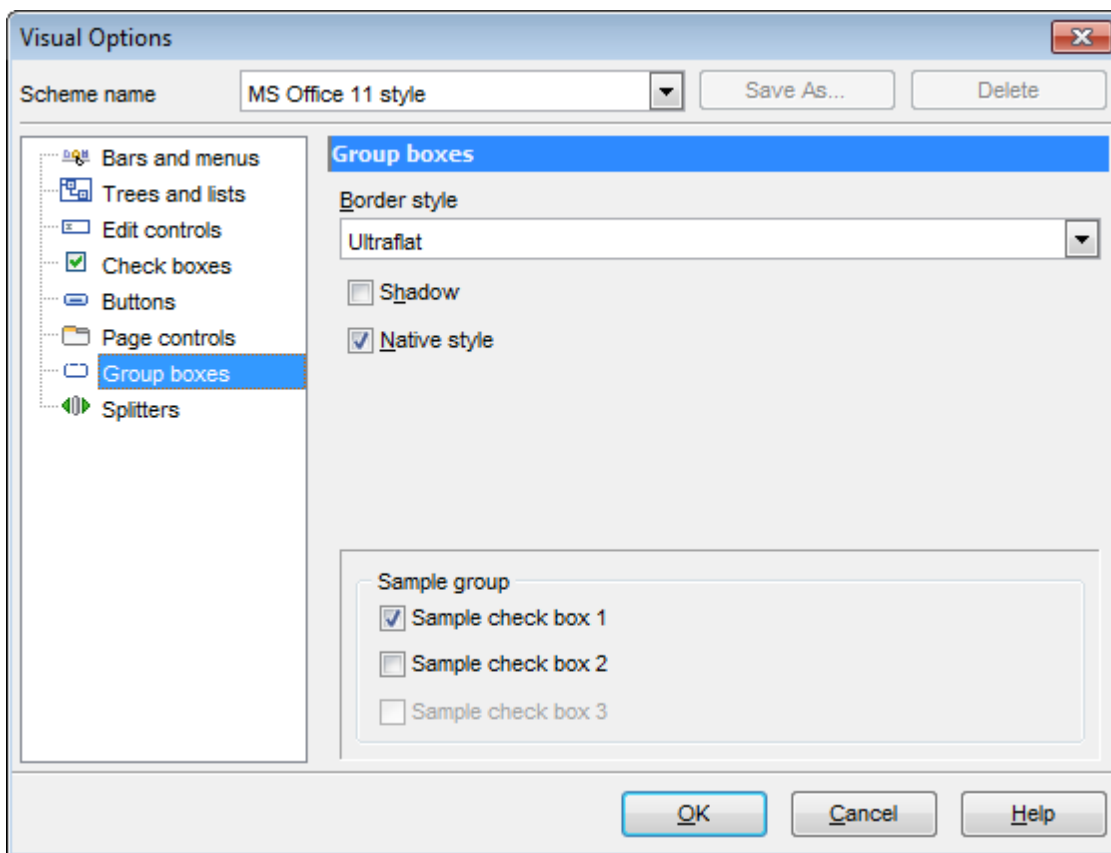 Visual Options
Scheme name MS Office 11 style Save As... Delete
Bars and menus
Trees and lists
Edit controls
Check boxes
Buttons
Page controls
Group boxes
Splitters
Group boxes
Border style
Ultraflat
Shadow
Native style
Sample group
Sample check box 1
Sample check box 2
Sample check box 3
OK Cancel Help